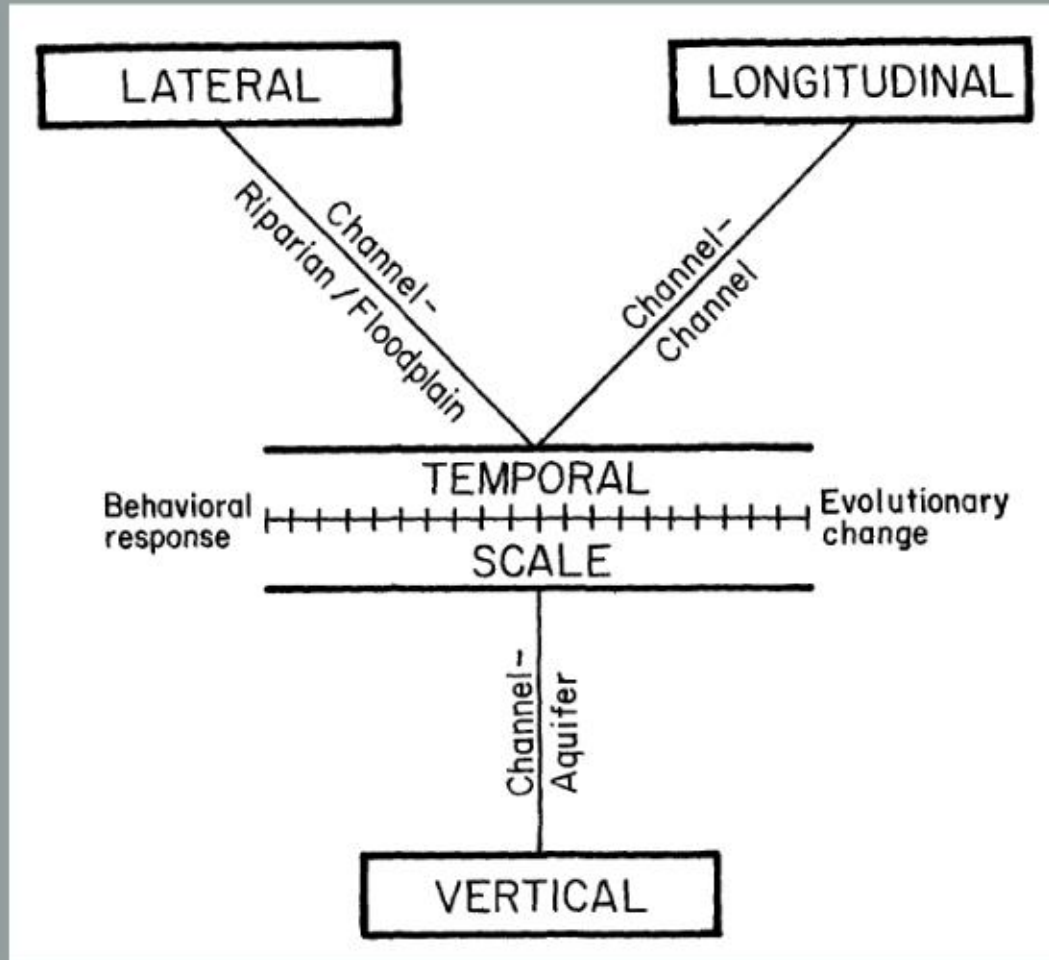 LATERAL
LONGITUDINAL
Channel-
Riparian/Floodplain
Channel-
Channel
TEMPORAL
Behavioral
response
Evolutionary
change
SCALE
Channel-
Aquifer
VERTICAL